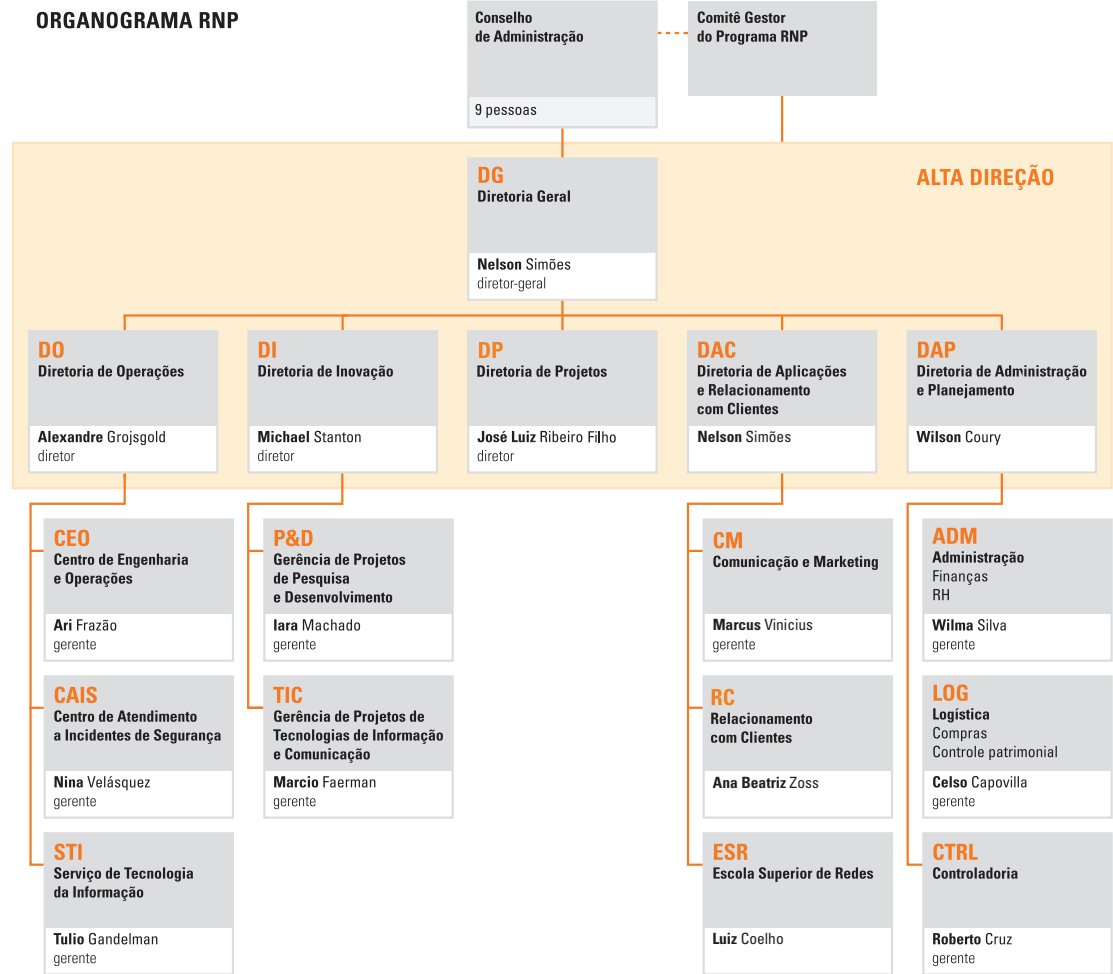 ORGANOGRAMA RNP
Conselho
de Administração
9 pessoas
Comitê Gestor
do Programa RNP
ALTA DIREÇÃO
DG
Diretoria Geral
Nelson Simões
diretor-geral
DO
Diretoria de Operações
Alexandre Grojsgold
diretor
DI
Diretoria de Inovação
Michael Stanton
diretor
DP
Diretoria de Projetos
José Luiz Ribeiro Filho
diretor
DAC
Diretoria de Aplicações
e Relacionamento
com Clientes
Nelson Simões
DAP
Diretoria de Administração
e Planejamento
Wilson Coury
CEO
Centro de Engenharia
e Operações
Ari Frazão
gerente
CAIS
Centro de Atendimento
a Incidentes de Segurança
Nina Velásquez
gerente
STI
Serviço de Tecnologia
da Informação
Tulio Gandelman
gerente
P&D
Gerência de Projetos
de Pesquisa
e Desenvolvimento
Iara Machado
gerente
TIC
Gerência de Projetos de
Tecnologias de Informação
e Comunicação
Marcio Faerman
gerente
CM
Comunicação e Marketing
Marcus Vinicius
gerente
RC
Relacionamento
com Clientes
Ana Beatriz Zoss
ESR
Escola Superior de Redes
Luiz Coelho
ADM
Administração
Finanças
RH
Wilma Silva
gerente
LOG
Logística
Compras
Controle patrimonial
Celso Capovilla
gerente
CTRL
Controladoria
Roberto Cruz
gerente